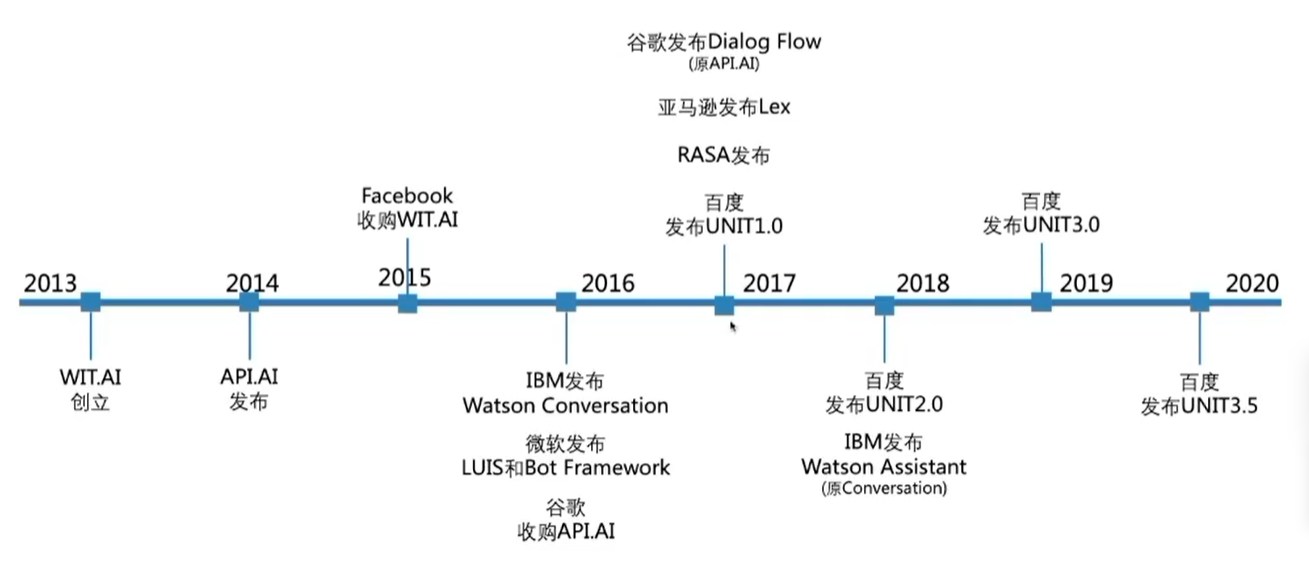 谷歌发布Dialog Flow
(原API.AI)
亚马逊发布Lex
RASA发布
Facebook
收购WIT.AI
百度
发布UNIT1.0
百度
发布UNIT3.0
2013
2014
2015
2016
2017
2018
2019
2020
WIT.AI
创立
API.AI
发布
IBM发布
Watson Conversation
微软发布
LUIS和Bot Framework
谷歌
收购API.AI
百度
发布UNIT2.0
IBM发布
Watson Assistant
(原Conversation)
百度
发布UNIT3.5